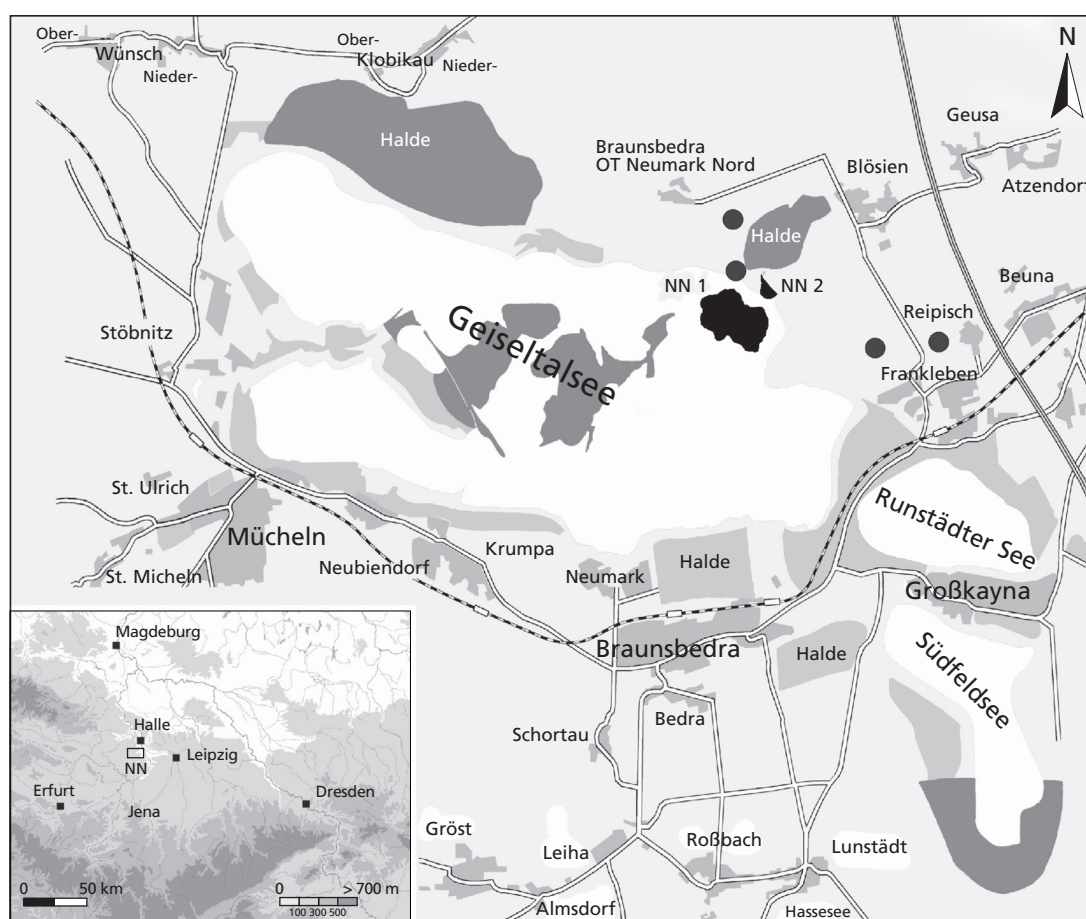 N
Ober-
Wünsch
Nieder-
Ober-
Klobikau
Nieder-
Halde
Braunsbedra
OT Neumark Nord
Blösien
Geusa
Atzendorf
Halde
NN 1
NN 2
Beuna
Reipisch
Frankleben
Stöbnitz
Geiseltalsee
St. Ulrich
Mücheln
St. Micheln
Neubiendorf
Krumpa
Neumark
Halde
Runstädter See
Großkayna
Braunsbedra
Halde
Südfeldsee
Bedra
Schortau
Gröst
Leiha
Roßbach
Lunstädt
Almsdorf
Hassesee
Magdeburg
Halle
NN
Leipzig
Erfurt
Jena
Dresden
0 50 km
0 > 700 m
100 300 500